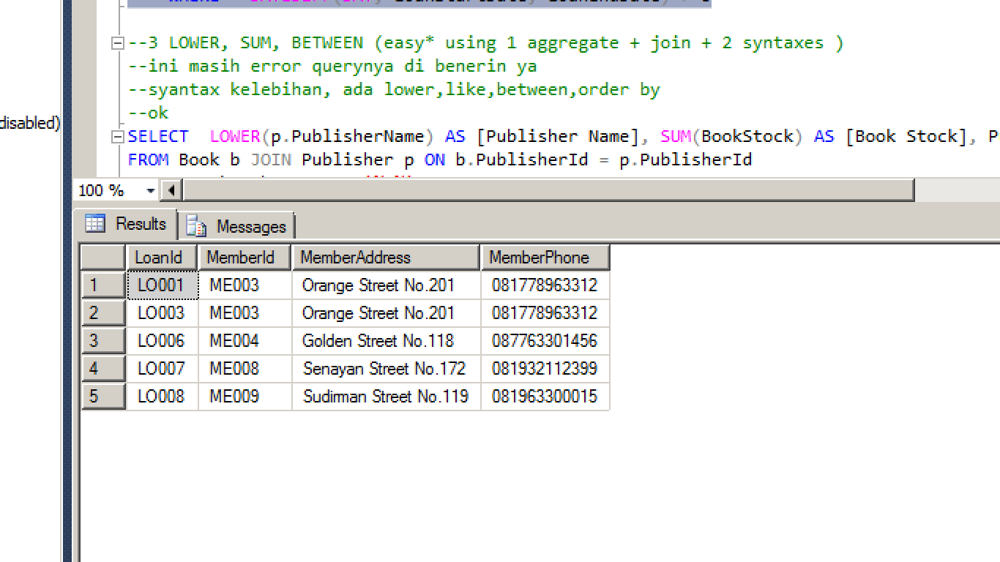 --3 LOWER, SUM, BETWEEN (easy* using 1 aggregate + join + 2 syntaxes )
--ini masih error querynya di benerin ya
--syantax kelebihan, ada lower,like,between,order by
--ok
disabled)
SELECT  LOWER(p.PublisherName) AS [Publisher Name], SUM(BookStock) AS [Book Stock], P
FROM Book b JOIN Publisher p ON b.PublisherId = p.PublisherId
100 %
Results Messages
LoanId MemberId MemberAddress MemberPhone
1 LO001 ME003 Orange Street No.201 081778963312
2 LO003 ME003 Orange Street No.201 081778963312
3 LO006 ME004 Golden Street No.118 087763301456
4 LO007 ME008 Senayan Street No.172 081932112399
5 LO008 ME009 Sudirman Street No.119 081963300015